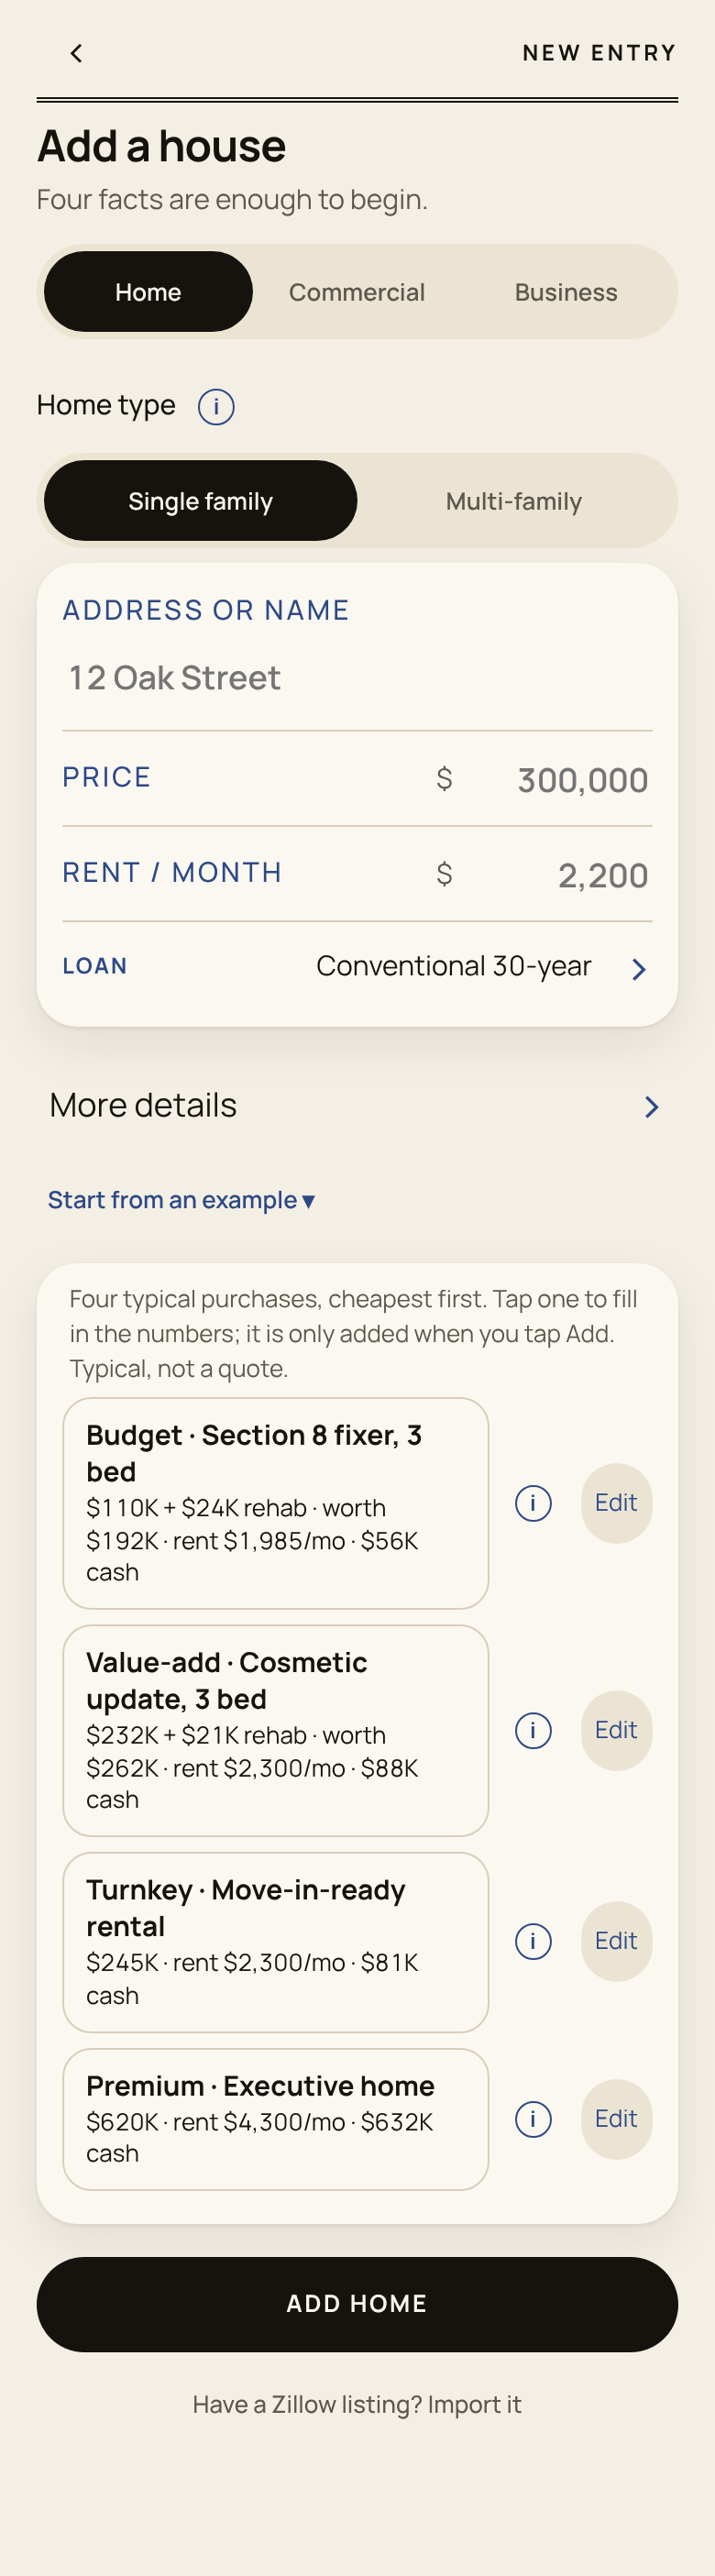 NEW ENTRY
Add a house
Four facts are enough to begin.
Home Commercial Business
Home type i
Single family Multi-family
ADDRESS OR NAME
12 Oak Street
PRICE $ 300,000
RENT / MONTH $ 2,200
LOAN Conventional 30-year
More details
Start from an example ▾
Four typical purchases, cheapest first. Tap one to fill
in the numbers; it is only added when you tap Add.
Typical, not a quote.
Budget · Section 8 fixer, 3
bed
$110K + $24K rehab · worth
$192K · rent $1,985/mo · $56K
cash
i Edit
Value-add · Cosmetic
update, 3 bed
$232K + $21K rehab · worth
$262K · rent $2,300/mo · $88K
cash
i Edit
Turnkey · Move-in-ready
rental
$245K · rent $2,300/mo · $81K
cash
i Edit
Premium · Executive home
$620K · rent $4,300/mo · $632K
cash
i Edit
ADD HOME
Have a Zillow listing? Import it